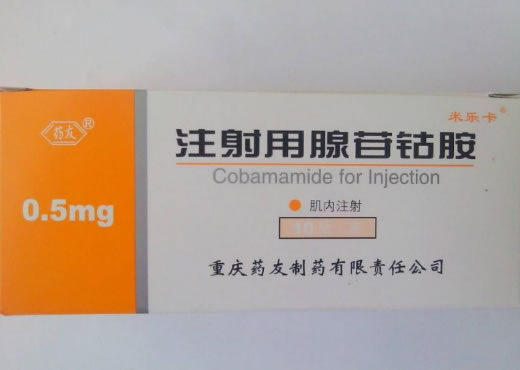 药友®
米乐卡®
注射用腺苷钴胺
Cobamamide for Injection
0.5mg
肌内注射
10
重庆药友制药有限责任公司